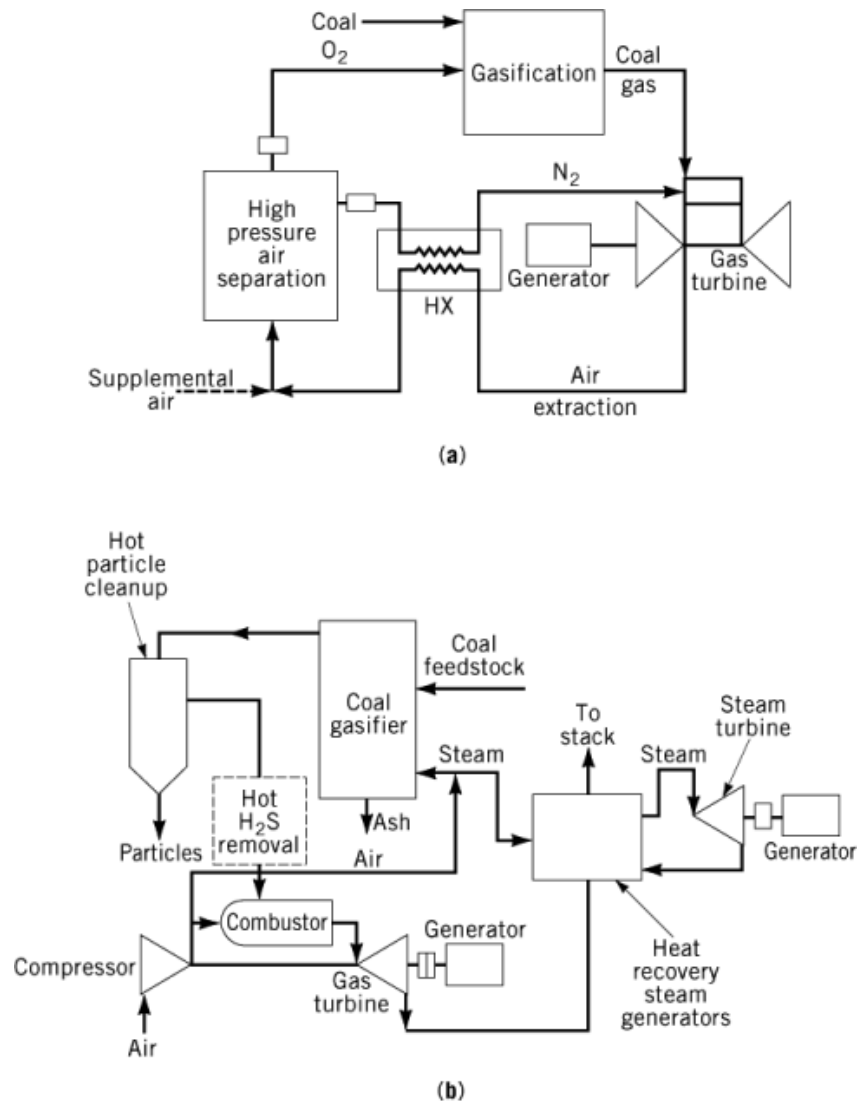 Coal
O2
Gasification
Coal
gas
High
pressure
air
separation
N2
Generator
Gas
turbine
HX
Supplemental
air
Air
extraction
(a)
Hot
particle
cleanup
Coal
feedstock
Coal
gasifier
To
stack
Steam
turbine
Steam
Steam
Hot
H2S
removal
Ash
Particles
Air
Generator
Combustor
Generator
Compressor
Gas
turbine
Heat
recovery
steam
generators
Air
(b)